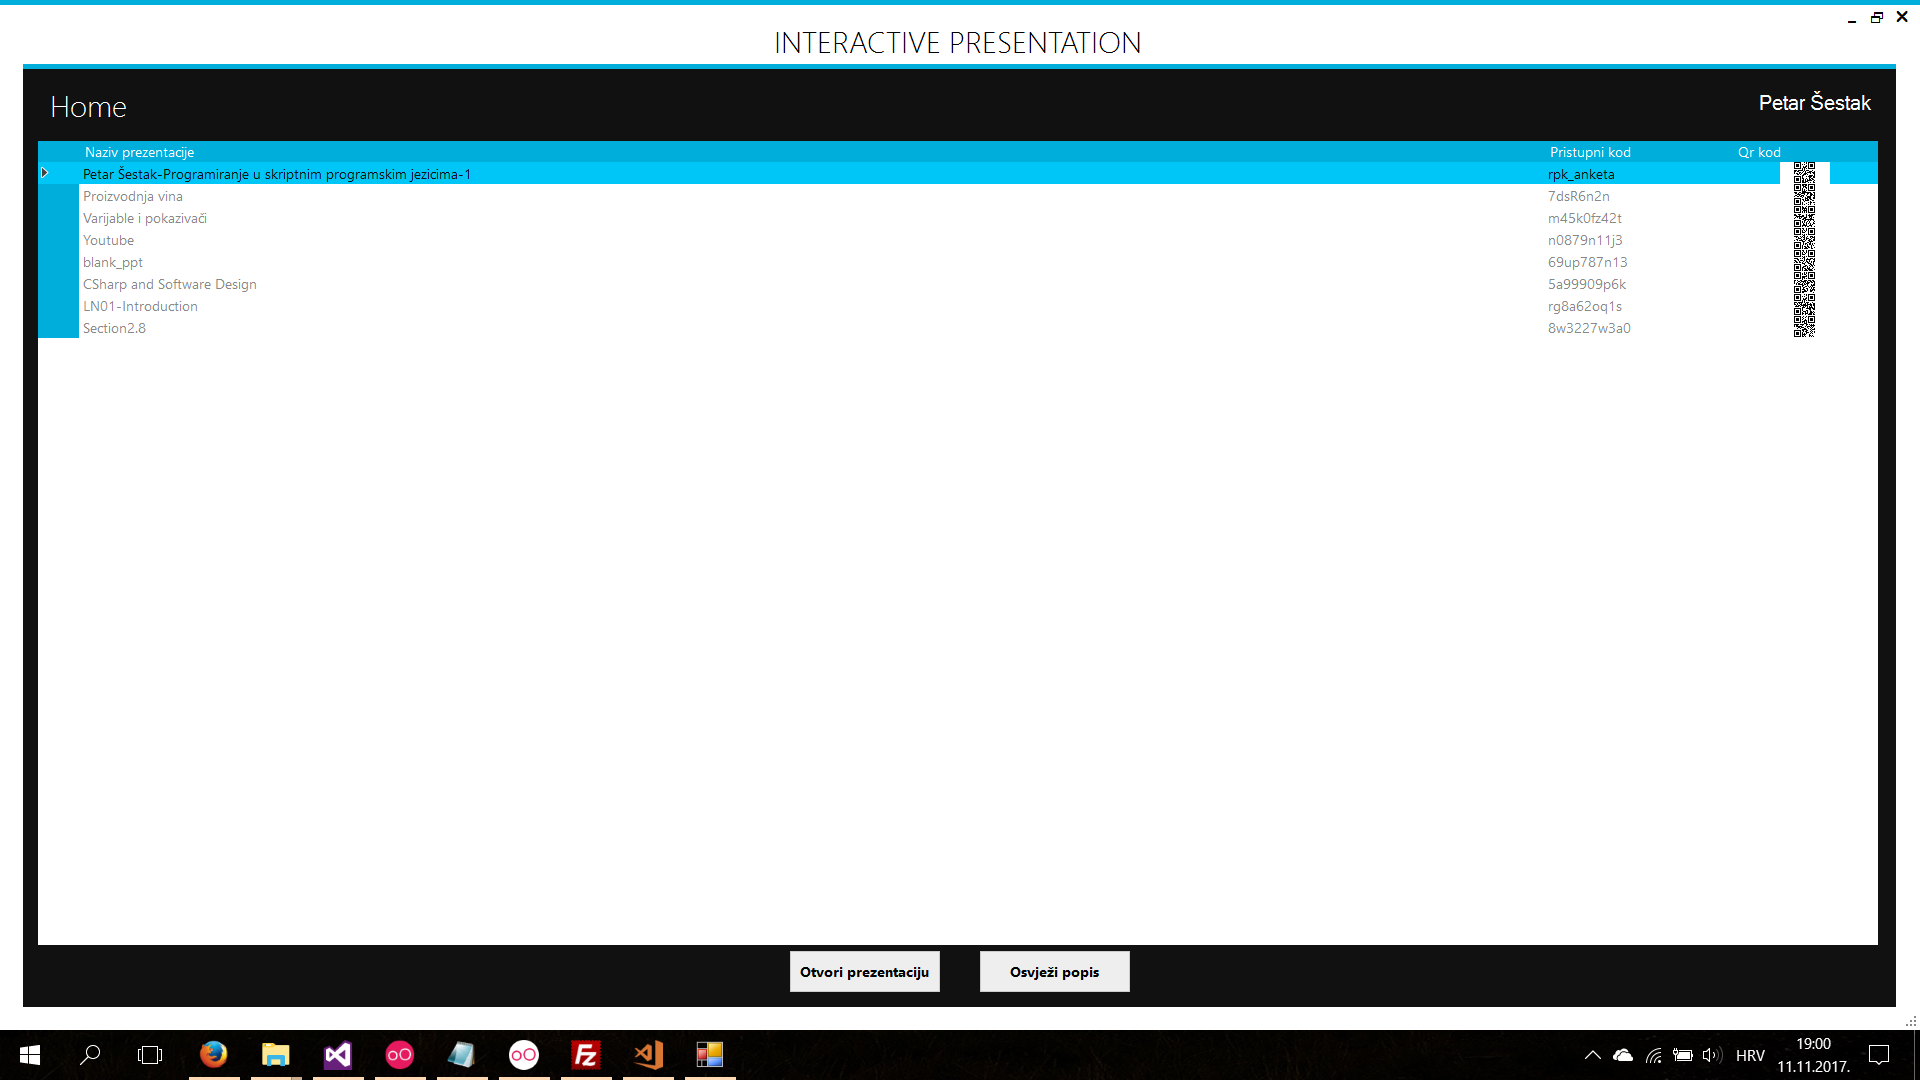 INTERACTIVE PRESENTATION
Home
Petar Šestak
Naziv prezentacije Pristupni kod Qr kod
Petar Šestak-Programiranje u skriptnim programskim jezicima-1 rpk_anketa
Proizvodnja vina 7dsR6n2n
Varijable i pokazivači m45k0fz42t
Youtube n0879n11j3
blank_ppt 69up787n13
CSharp and Software Design 5a99909p6k
LN01-Introduction rg8a62oq1s
Section2.8 8w3227w3a0
Otvori prezentaciju Osvježi popis
HRV
19:00
11.11.2017.